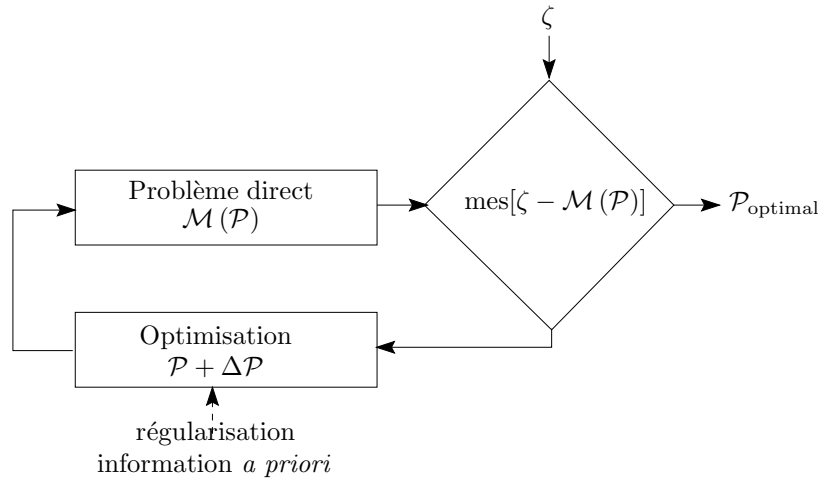 ζ
Problème direct
ℳ (𝒫)
mes[ζ − ℳ (𝒫)]
𝒫optimal
Optimisation
𝒫 + Δ𝒫
régularisation
information a priori